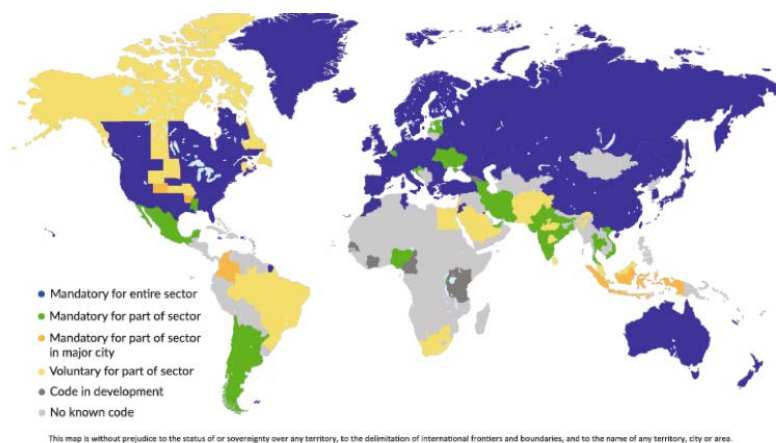 Mandatory for entire sector
Mandatory for part of sector
Mandatory for part of sector
in major city
Voluntary for part of sector
Code in development
No known code
This map is without prejudice to the status of or sovereignty over any territory, to the delimitation of international frontiers and boundaries, and to the name of any territory, city or area.